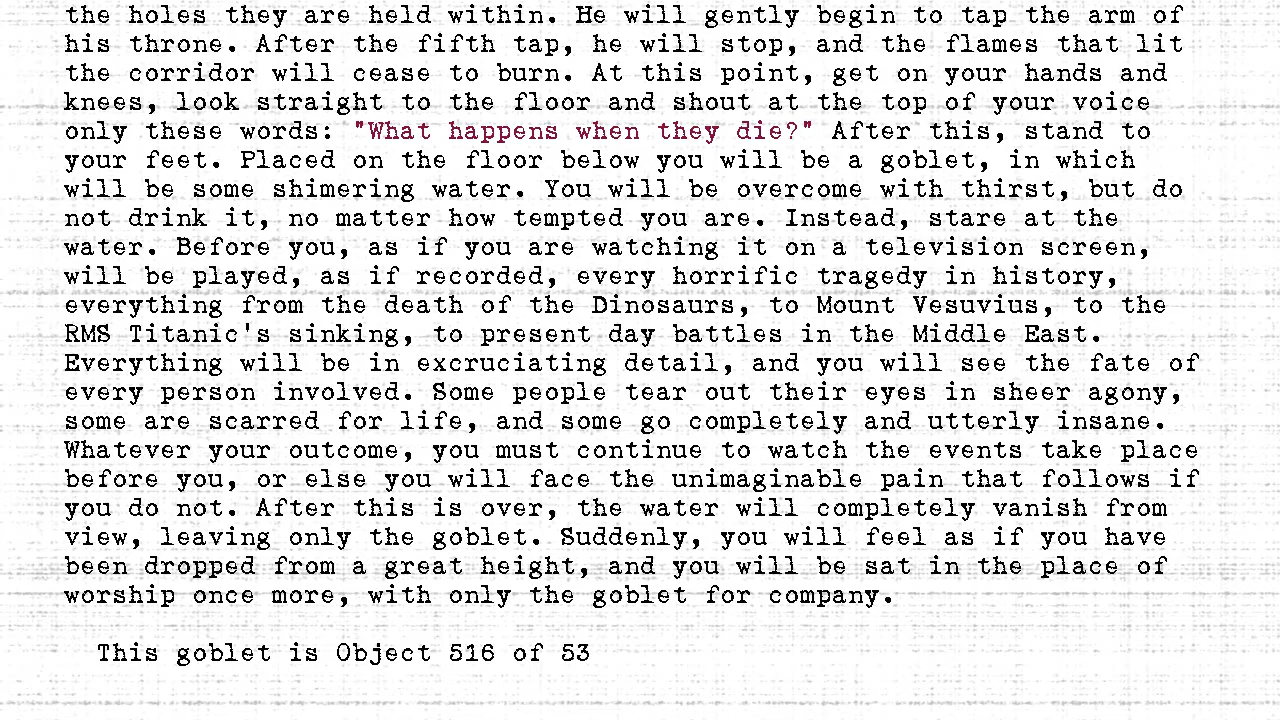 the holes they are held within. He will gently begin to tap the arm of
his throne. After the fifth tap, he will stop, and the flames that lit
the corridor will cease to burn. At this point, get on your hands and
knees, look straight to the floor and shout at the top of your voice
only these words: "What happens when they die?" After this, stand to
your feet. Placed on the floor below you will be a goblet, in which
will be some shimering water. You will be overcome with thirst, but do
not drink it, no matter how tempted you are. Instead, stare at the
water. Before you, as if you are watching it on a television screen,
will be played, as if recorded, every horrific tragedy in history,
everything from the death of the Dinosaurs, to Mount Vesuvius, to the
RMS Titanic's sinking, to present day battles in the Middle East.
Everything will be in excruciating detail, and you will see the fate of
every person involved. Some people tear out their eyes in sheer agony,
some are scarred for life, and some go completely and utterly insane.
Whatever your outcome, you must continue to watch the events take place
before you, or else you will face the unimaginable pain that follows if
you do not. After this is over, the water will completely vanish from
view, leaving only the goblet. Suddenly, you will feel as if you have
been dropped from a great height, and you will be sat in the place of
worship once more, with only the goblet for company.
This goblet is Object 516 of 53